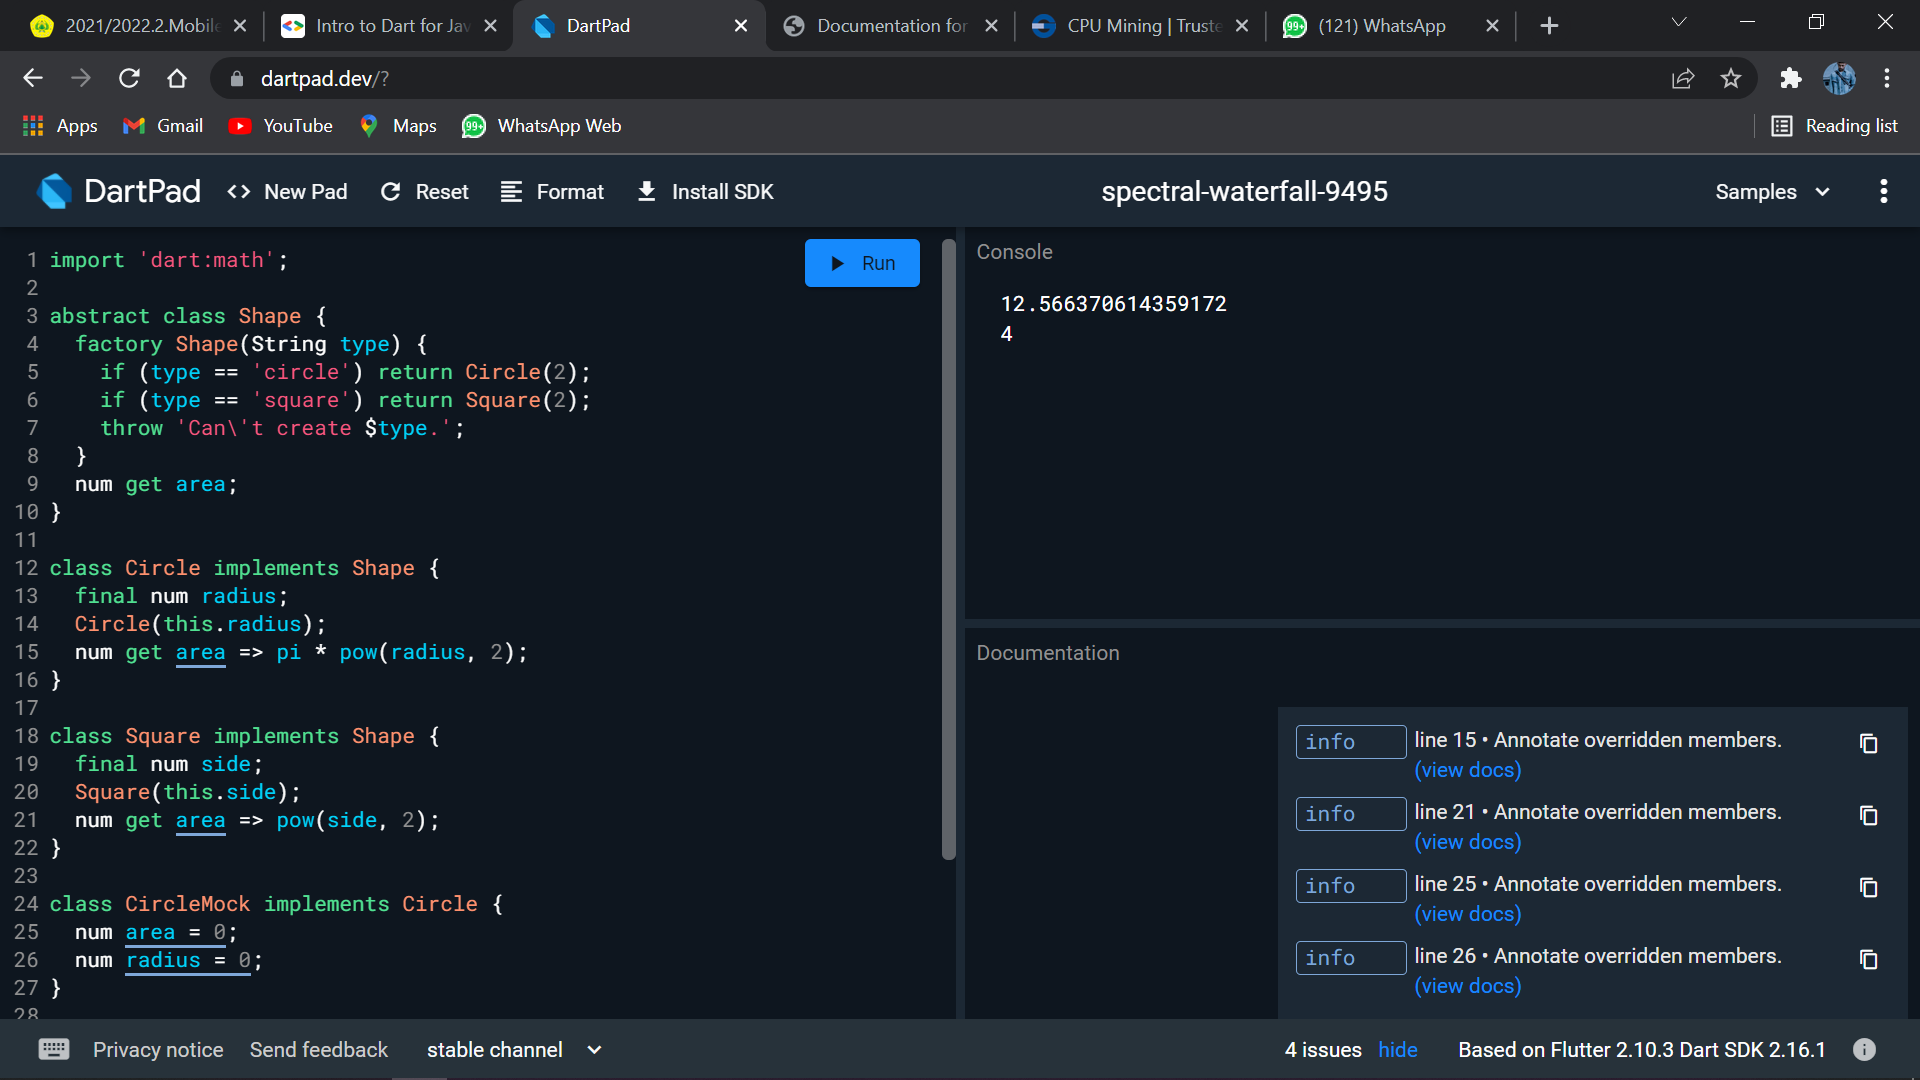 2021/2022.2.Mobile
Intro to Dart for Jav
DartPad
Documentation for
CPU Mining | Truste
(121) WhatsApp
dartpad.dev/?
Apps
Gmail
YouTube
Maps
99+
WhatsApp Web
Reading list
DartPad
<> New Pad
Reset
Format
Install SDK
spectral-waterfall-9495
Samples
1 import 'dart:math';
2
3 abstract class Shape {
4   factory Shape(String type) {
5     if (type == 'circle') return Circle(2);
6     if (type == 'square') return Square(2);
7     throw 'Can\'t create $type.';
8   }
9   num get area;
10 }
11
12 class Circle implements Shape {
13   final num radius;
14   Circle(this.radius);
15   num get area => pi * pow(radius, 2);
16 }
17
18 class Square implements Shape {
19   final num side;
20   Square(this.side);
21   num get area => pow(side, 2);
22 }
23
24 class CircleMock implements Circle {
25   num area = 0;
26   num radius = 0;
27 }
28
Run
Console
12.566370614359172
4
Documentation
info line 15 • Annotate overridden members.
(view docs)
info line 21 • Annotate overridden members.
(view docs)
info line 25 • Annotate overridden members.
(view docs)
info line 26 • Annotate overridden members.
(view docs)
Privacy notice
Send feedback
stable channel
4 issues hide
Based on Flutter 2.10.3 Dart SDK 2.16.1